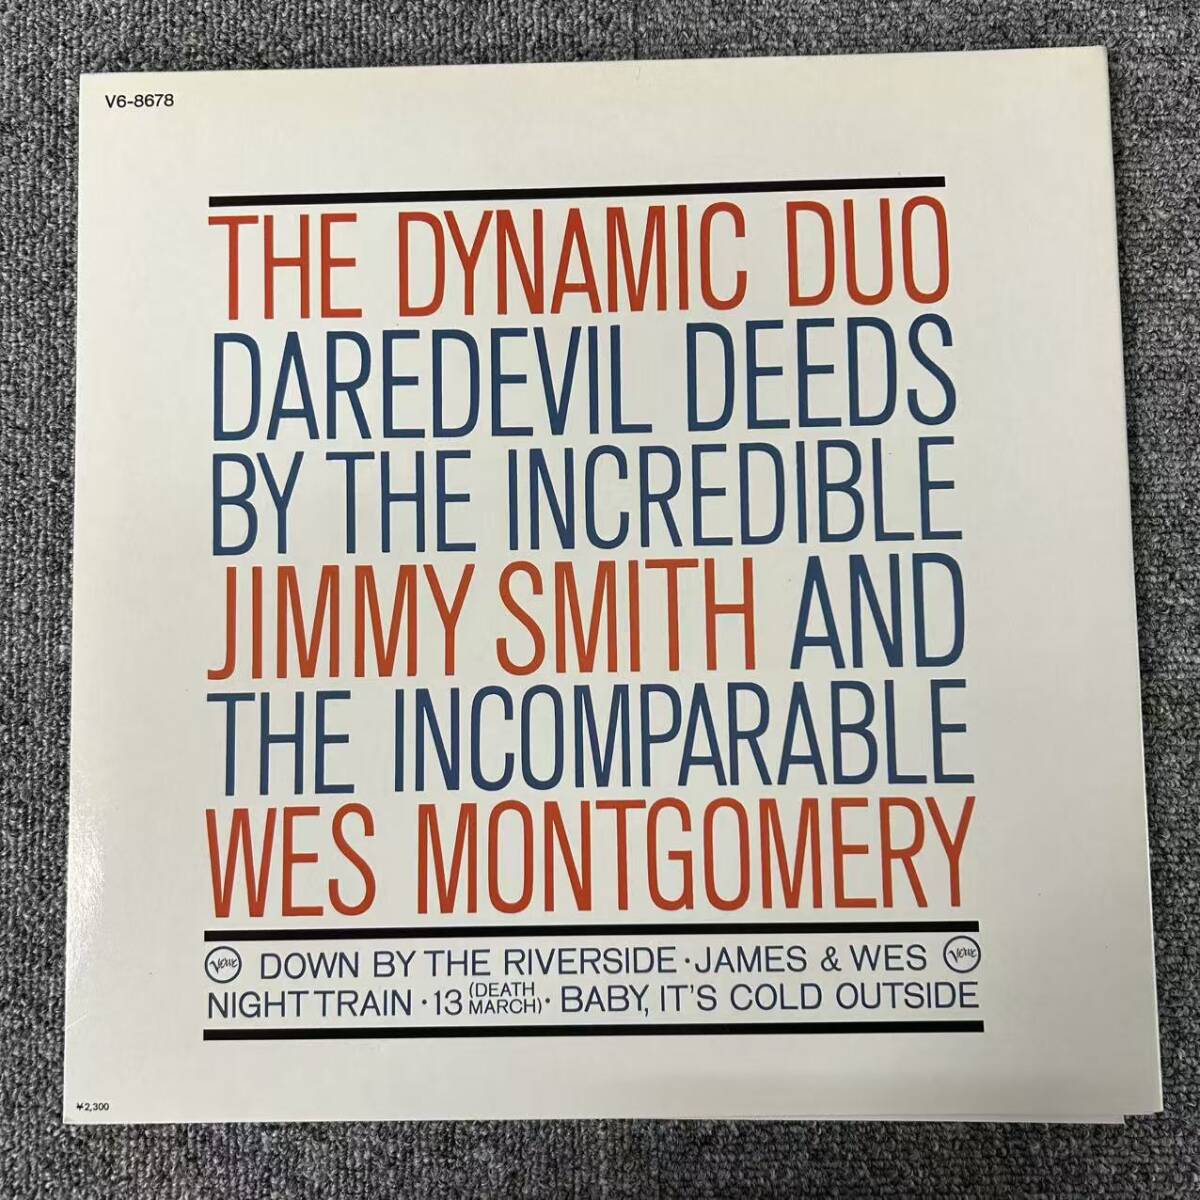 V6-8678
THE DYNAMIC DUO
DAREDEVIL DEEDS
BY THE INCREDIBLE
JIMMY SMITH AND
THE INCOMPARABLE
WES MONTGOMERY
Verve DOWN BY THE RIVERSIDE · JAMES & WES Verve
NIGHT TRAIN · 13 (DEATH MARCH) · BABY, IT'S COLD OUTSIDE
¥2,300